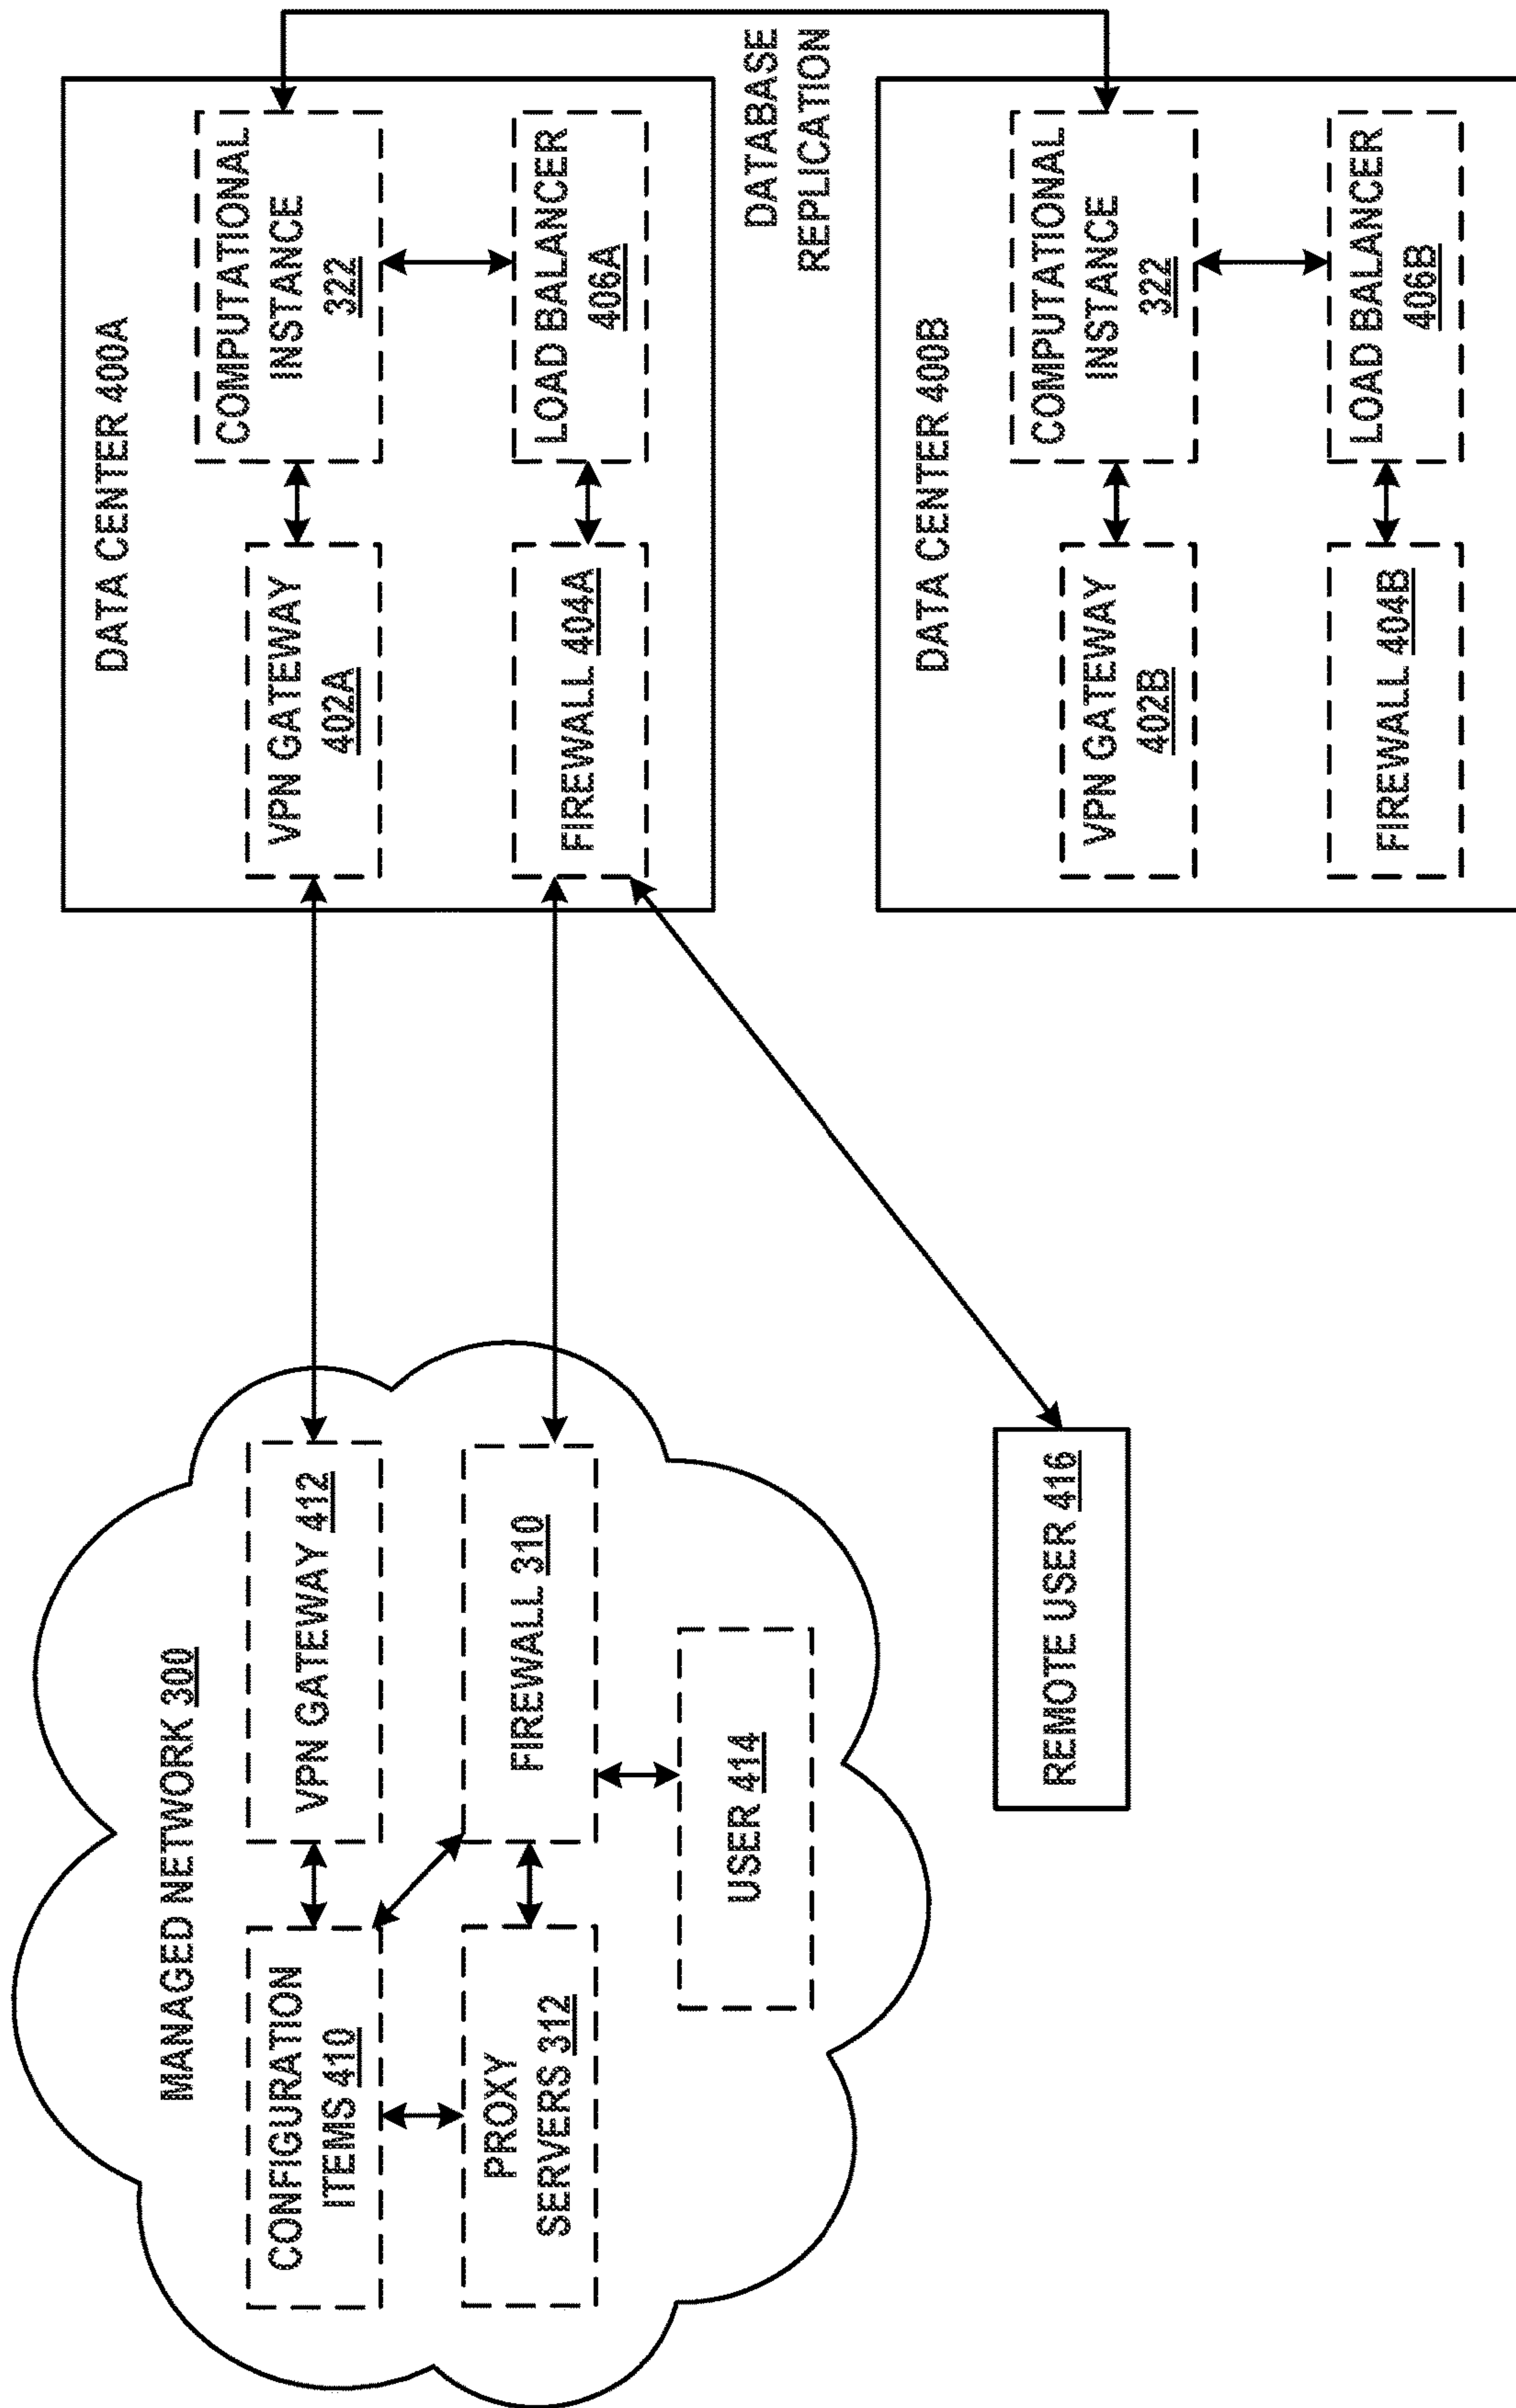 MANAGED NETWORK 300
CONFIGURATION
ITEMS 410
VPN GATEWAY 412
PROXY
SERVERS 312
FIREWALL 310
USER 414
REMOTE USER 416
DATA CENTER 400A
VPN GATEWAY
402A
COMPUTATIONAL
INSTANCE
322
FIREWALL 404A
LOAD BALANCER
406A
DATABASE
REPLICATION
DATA CENTER 400B
VPN GATEWAY
402B
COMPUTATIONAL
INSTANCE
322
FIREWALL 404B
LOAD BALANCER
406B